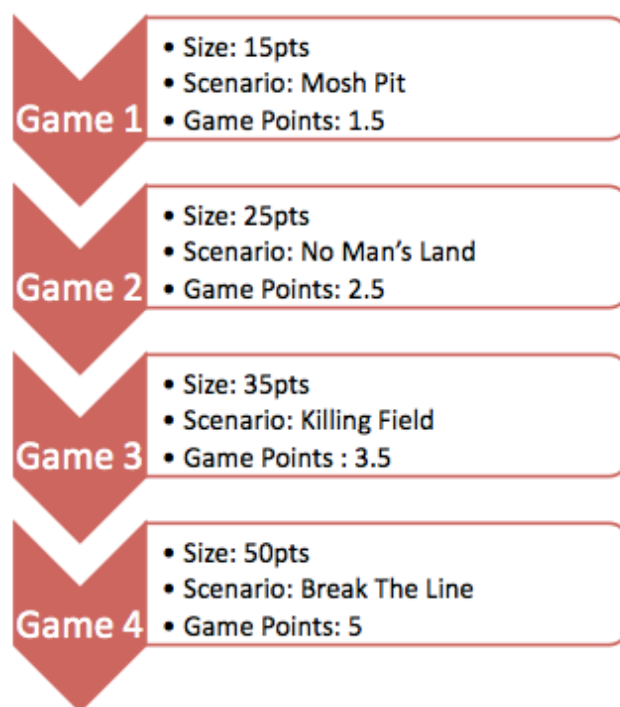 Game 1
• Size: 15pts
• Scenario: Mosh Pit
• Game Points: 1.5
Game 2
• Size: 25pts
• Scenario: No Man’s Land
• Game Points: 2.5
Game 3
• Size: 35pts
• Scenario: Killing Field
• Game Points : 3.5
Game 4
• Size: 50pts
• Scenario: Break The Line
• Game Points: 5